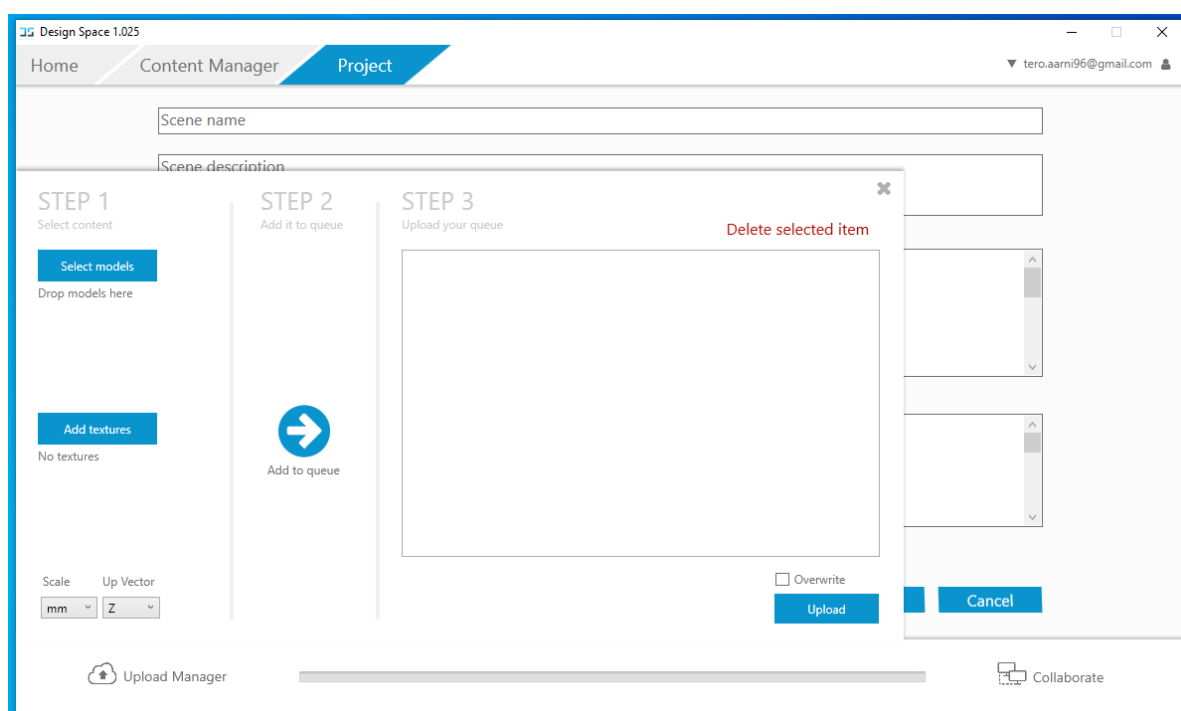 Design Space 1.025
Home Content Manager Project tero.aarni96@gmail.com
Scene name
Scene description
STEP 1
Select content
Select models
Drop models here
Add textures
No textures
Scale Up Vector
mm Z
STEP 2
Add it to queue
Add to queue
STEP 3
Upload your queue
Delete selected item
Overwrite
Upload
Cancel
Upload Manager
Collaborate